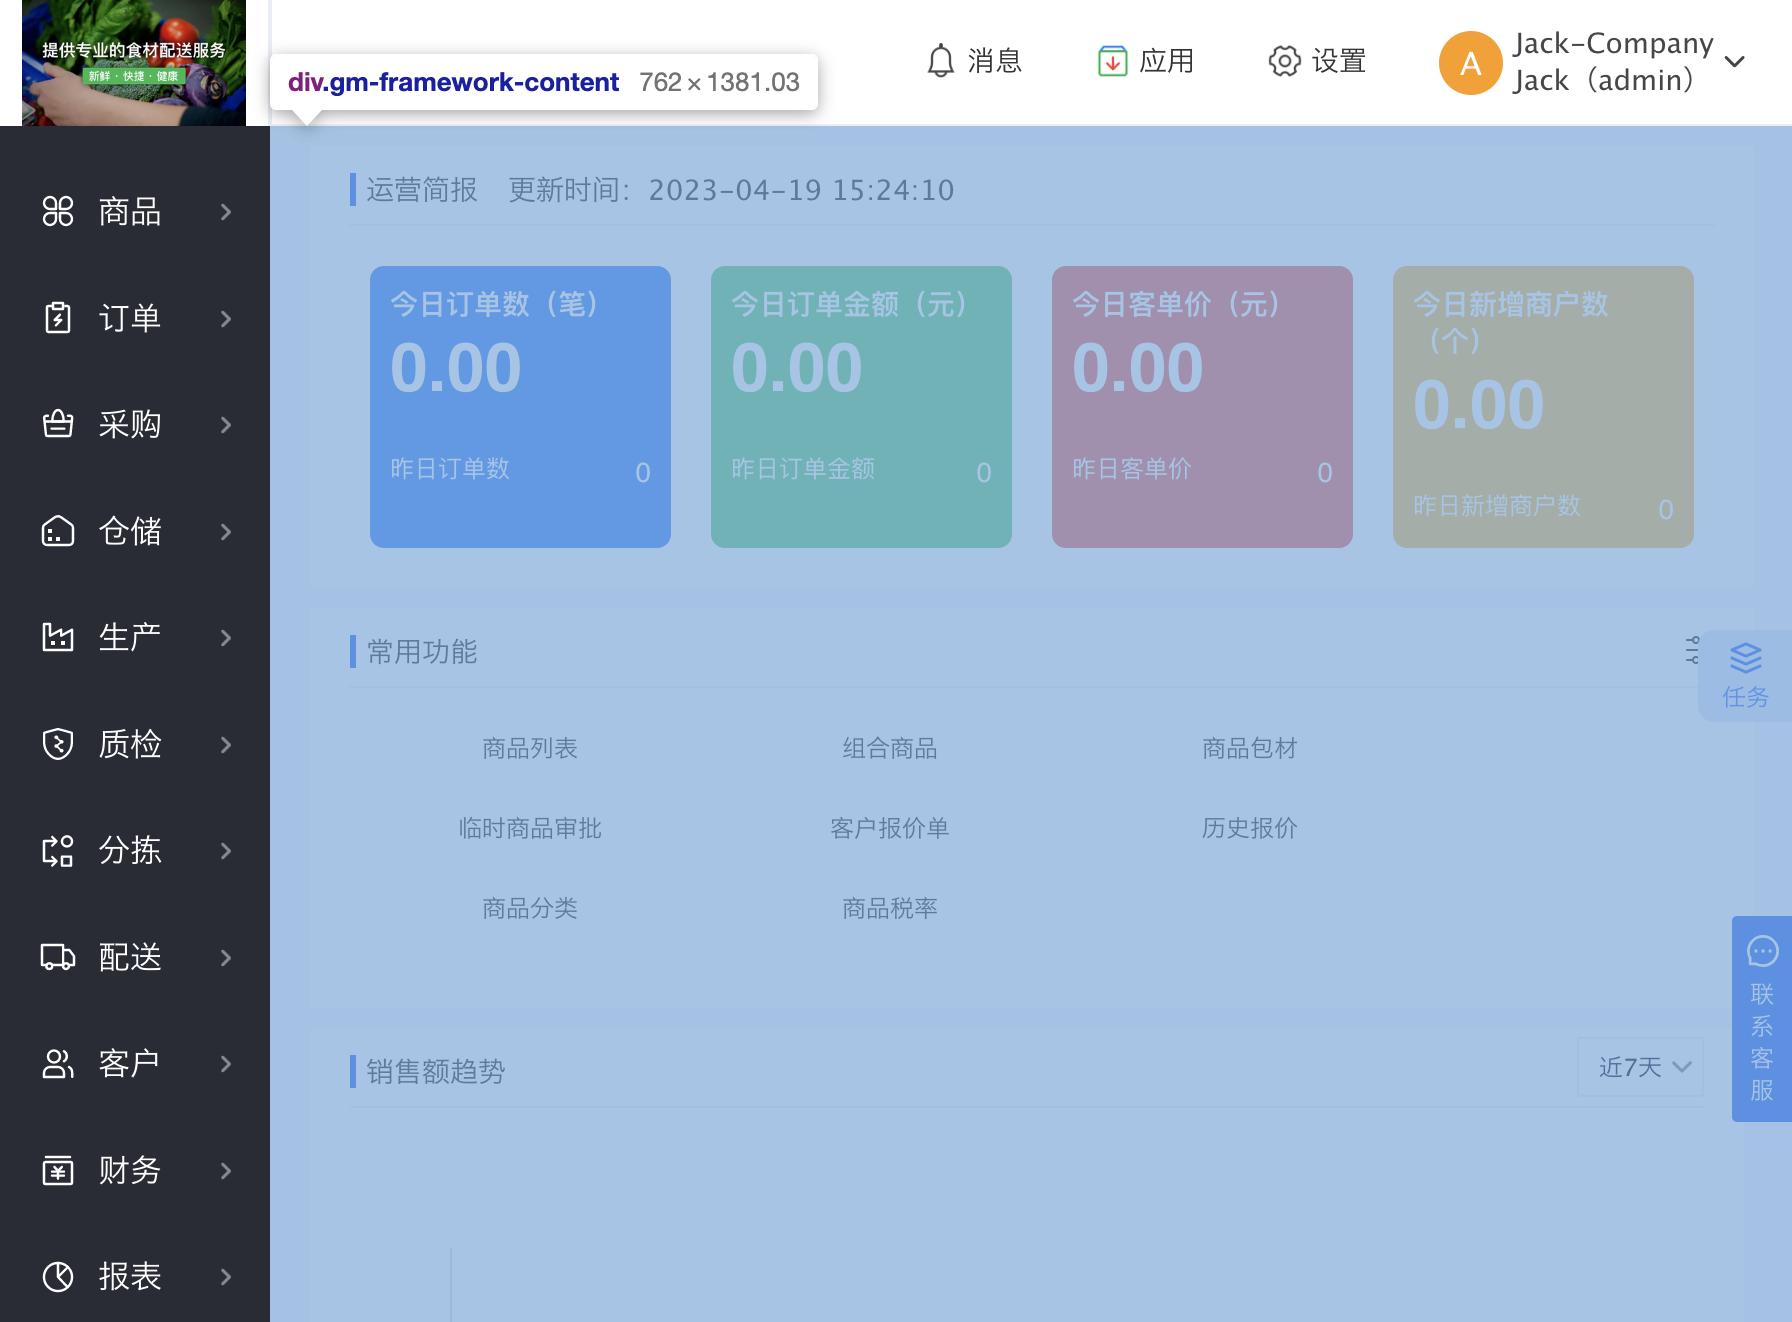 提供专业的食材配送服务
新鲜 · 快捷 · 健康
div.gm-framework-content 762×1381.03
消息
应用
设置
A
Jack-Company
Jack（admin）
商品
订单
采购
仓储
生产
质检
分拣
配送
客户
财务
报表
运营简报 更新时间：2023-04-19 15:24:10
今日订单数（笔）
0.00
昨日订单数 0
今日订单金额（元）
0.00
昨日订单金额 0
今日客单价（元）
0.00
昨日客单价 0
今日新增商户数
（个）
0.00
昨日新增商户数 0
常用功能
任务
商品列表 组合商品 商品包材
临时商品审批 客户报价单 历史报价
商品分类 商品税率
联
系
客
服
销售额趋势
近7天